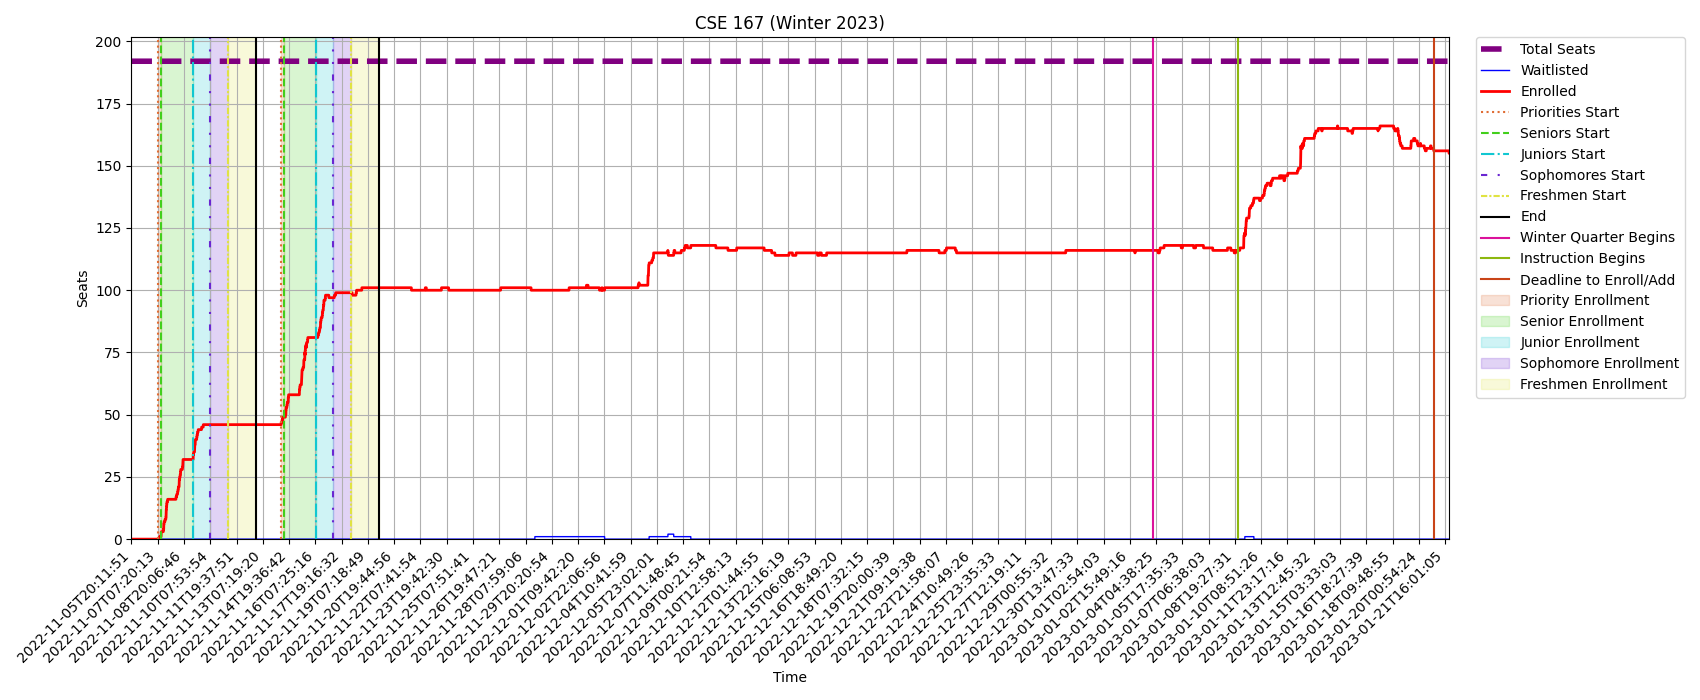 CSE 167 (Winter 2023)
200
175
150
125
100
75
50
25
0
Seats
2022-11-05T20:11:51
2022-11-07T07:20:13
2022-11-08T20:06:46
2022-11-10T07:53:54
2022-11-11T19:37:51
2022-11-13T07:19:20
2022-11-14T19:36:42
2022-11-16T07:25:16
2022-11-17T19:16:32
2022-11-19T07:18:49
2022-11-20T19:44:56
2022-11-22T07:41:54
2022-11-23T19:42:30
2022-11-25T07:51:41
2022-11-26T19:47:21
2022-11-28T07:59:06
2022-11-29T20:20:54
2022-12-01T09:42:20
2022-12-02T22:06:56
2022-12-04T10:41:59
2022-12-05T23:02:01
2022-12-07T11:48:45
2022-12-09T00:21:54
2022-12-10T12:58:13
2022-12-12T01:44:55
2022-12-13T22:16:19
2022-12-15T06:08:53
2022-12-16T18:49:20
2022-12-18T07:32:15
2022-12-19T20:00:39
2022-12-21T09:19:38
2022-12-22T21:58:07
2022-12-24T10:49:26
2022-12-25T23:35:33
2022-12-27T12:19:11
2022-12-29T00:55:32
2022-12-30T13:47:33
2023-01-01T02:54:03
2023-01-02T15:49:16
2023-01-04T04:38:25
2023-01-05T17:35:33
2023-01-07T06:38:03
2023-01-08T19:27:31
2023-01-10T08:51:26
2023-01-11T23:17:16
2023-01-13T12:45:32
2023-01-15T03:33:03
2023-01-16T18:27:39
2023-01-18T09:48:55
2023-01-20T00:54:24
2023-01-21T16:01:05
Time
Total Seats
Waitlisted
Enrolled
Priorities Start
Seniors Start
Juniors Start
Sophomores Start
Freshmen Start
End
Winter Quarter Begins
Instruction Begins
Deadline to Enroll/Add
Priority Enrollment
Senior Enrollment
Junior Enrollment
Sophomore Enrollment
Freshmen Enrollment